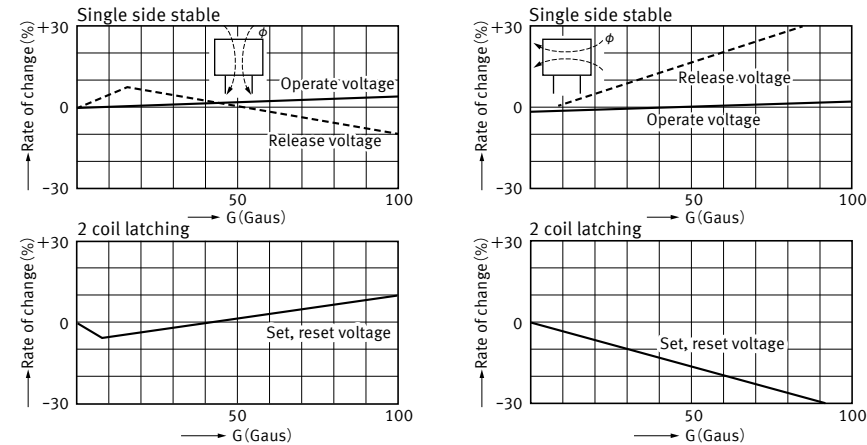 Single side stable
+30
0
-30
Rate of change (%)
ϕ
Operate voltage
Release voltage
50
100
G (Gaus)
Single side stable
+30
0
-30
Rate of change (%)
ϕ
Release voltage
Operate voltage
50
100
G (Gaus)
2 coil latching
+30
0
-30
Rate of change (%)
Set, reset voltage
50
100
G (Gaus)
2 coil latching
+30
0
-30
Rate of change (%)
Set, reset voltage
50
100
G (Gaus)